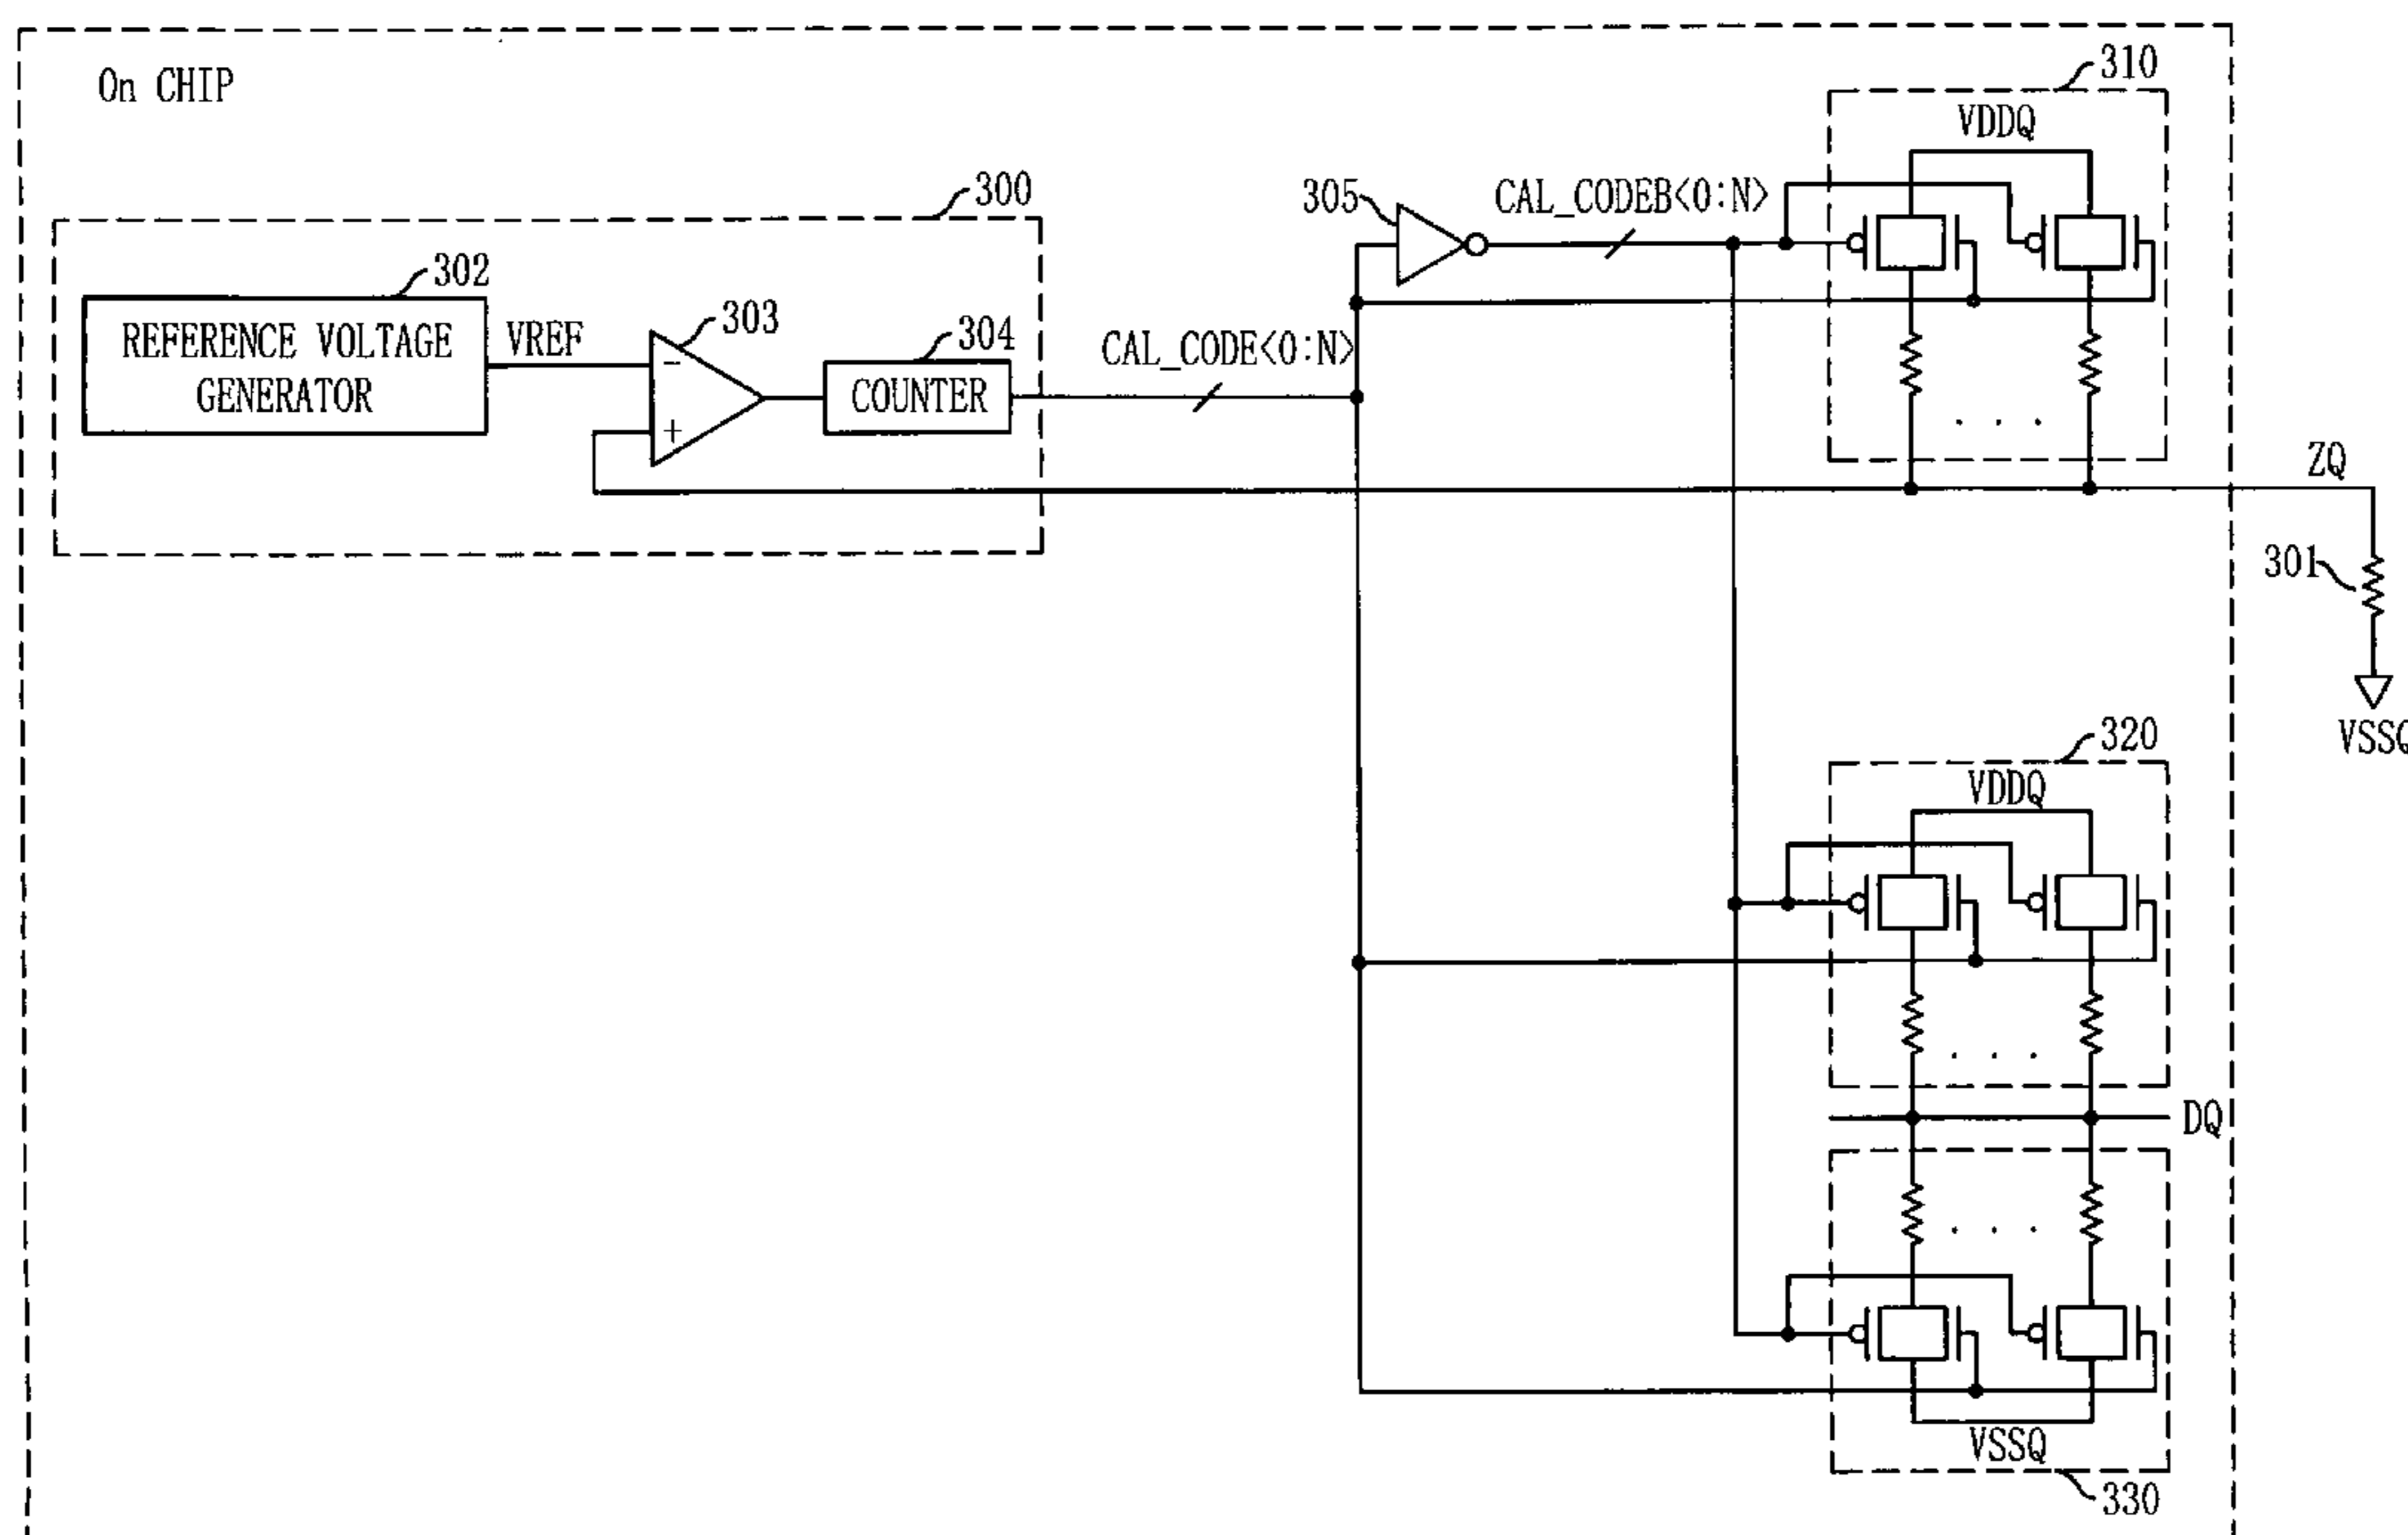 On CHIP
310
VDDQ
300
305
CAL_CODEB<0:N>
302
REFERENCE VOLTAGE
GENERATOR
VREF
303
-
+
304
COUNTER
CAL_CODE<0:N>
. . .
ZQ
301
VSSQ
320
VDDQ
. . .
DQ
. . .
VSSQ
330